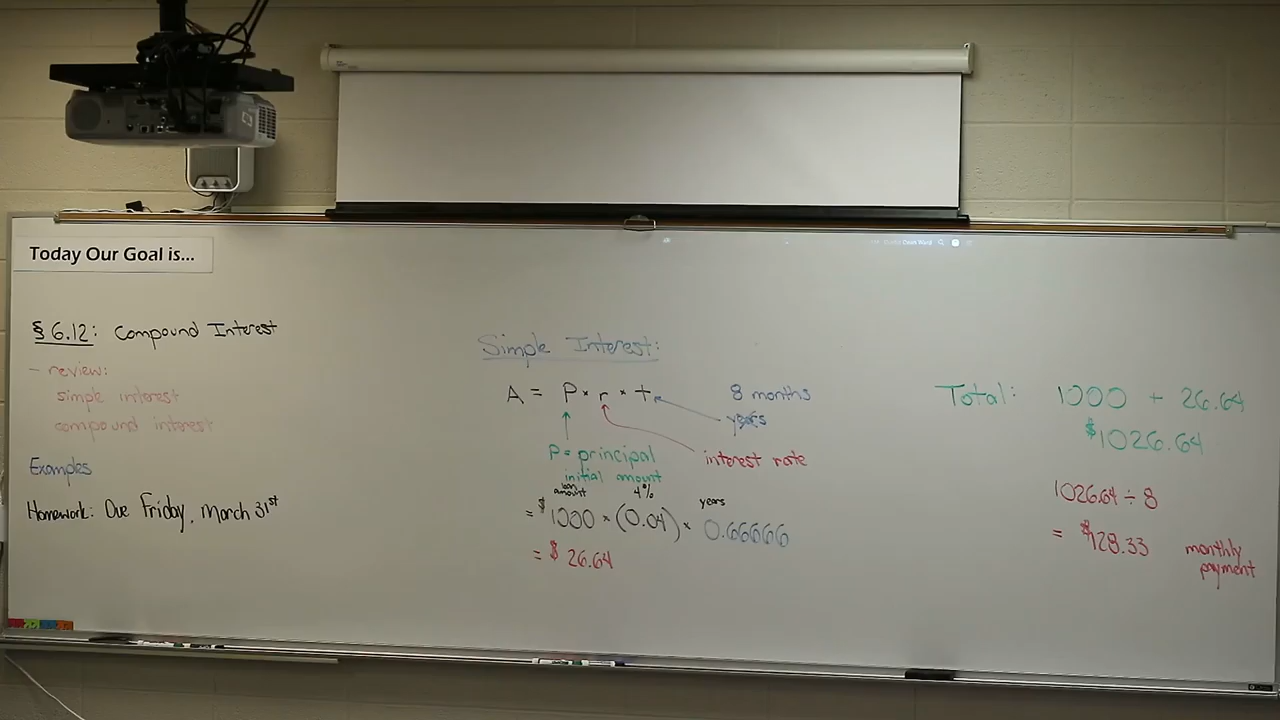 Today Our Goal is...
§ 6.12: Compound Interest
- review:
simple interest
compound interest
Examples
Homework: Due Friday, March 31st
Simple Interest:
A = P × r × t
8 months
years
P = principal
initial amount
interest rate
loan amount
4%
years
= $1000 × (0.04) × 0.66666
= $26.64
Total: 1000 + 26.64
$1026.64
1026.64 ÷ 8
= $128.33
monthly
payment